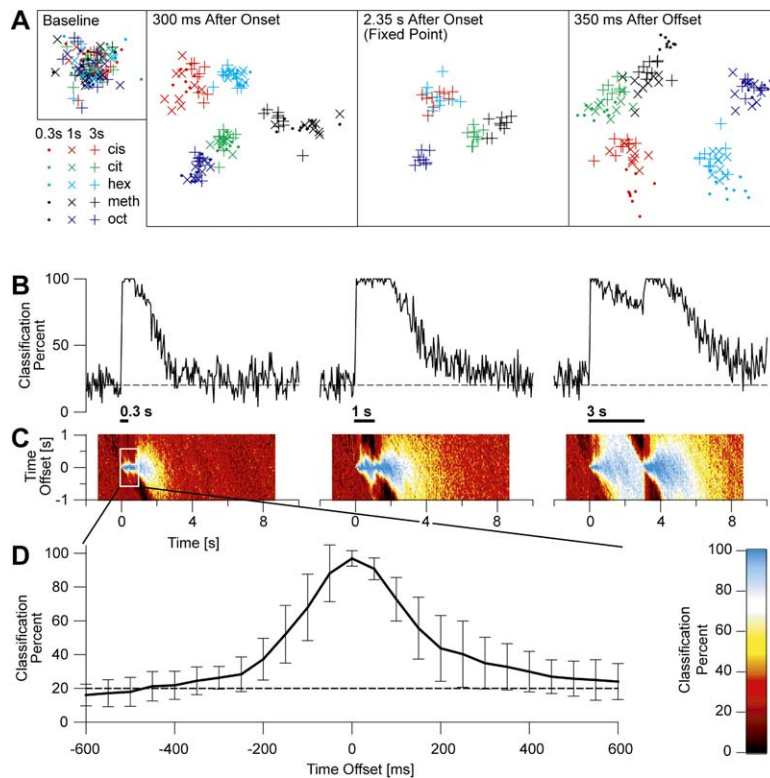 A
Baseline
300 ms After Onset
2.35 s After Onset
(Fixed Point)
350 ms After Offset
0.3s 1s 3s
cis
cit
hex
meth
oct
B
Classification
Percent
100
50
0
0.3 s
1 s
3 s
C
Time
Offset [s]
1
0
-1
0 4 8
0 4 8
0 4 8
Time [s]
D
Classification
Percent
100
80
60
40
20
0
-600 -400 -200 0 200 400 600
Time Offset [ms]
Classification
Percent
100
80
60
40
20
0